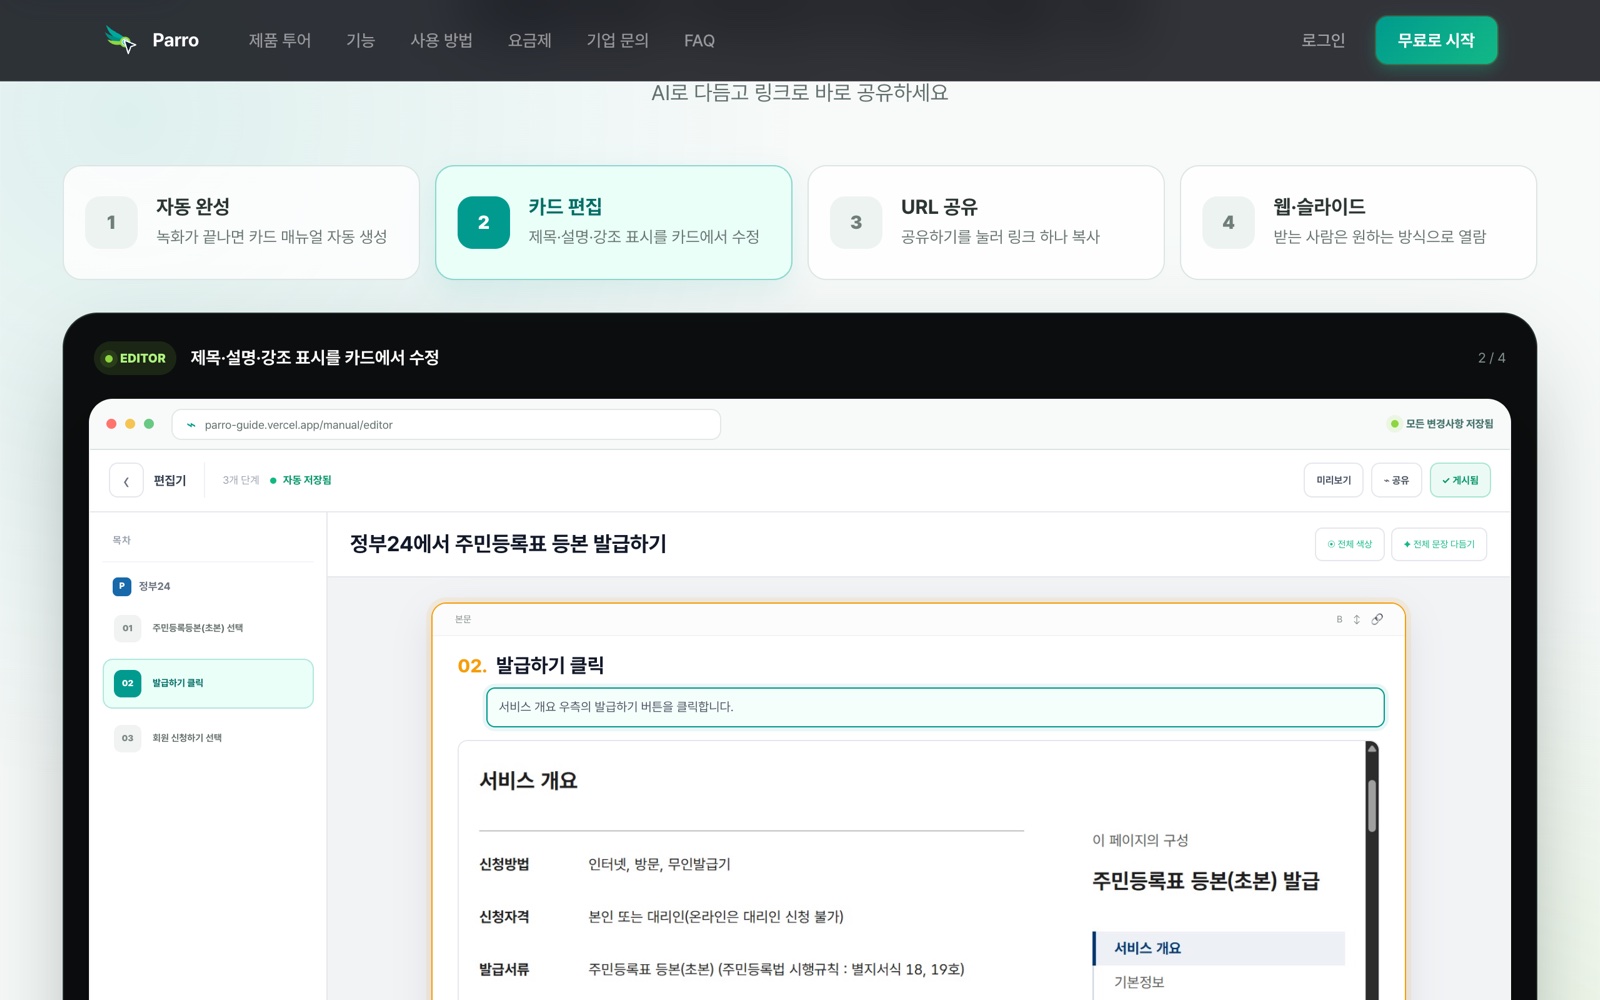 Parro
제품 투어
기능
사용 방법
요금제
기업 문의
FAQ
로그인
무료로 시작
AI로 다듬고 링크로 바로 공유하세요
1
자동 완성
녹화가 끝나면 카드 매뉴얼 자동 생성
2
카드 편집
제목·설명·강조 표시를 카드에서 수정
3
URL 공유
공유하기를 눌러 링크 하나 복사
4
웹·슬라이드
받는 사람은 원하는 방식으로 열람
EDITOR
제목·설명·강조 표시를 카드에서 수정
2 / 4
parro-guide.vercel.app/manual/editor
모든 변경사항 저장됨
편집기
3개 단계
자동 저장됨
미리보기
공유
✓ 게시됨
목차
P 정부24
01 주민등록등본(초본) 선택
02 발급하기 클릭
03 회원 신청하기 선택
정부24에서 주민등록표 등본 발급하기
전체 색상
전체 문장 다듬기
본문
B
02. 발급하기 클릭
서비스 개요 우측의 발급하기 버튼을 클릭합니다.
서비스 개요
신청방법 인터넷, 방문, 무인발급기
신청자격 본인 또는 대리인(온라인은 대리인 신청 불가)
발급서류 주민등록표 등본(초본) (주민등록법 시행규칙 : 별지서식 18, 19호)
이 페이지의 구성
주민등록표 등본(초본) 발급
서비스 개요
기본정보